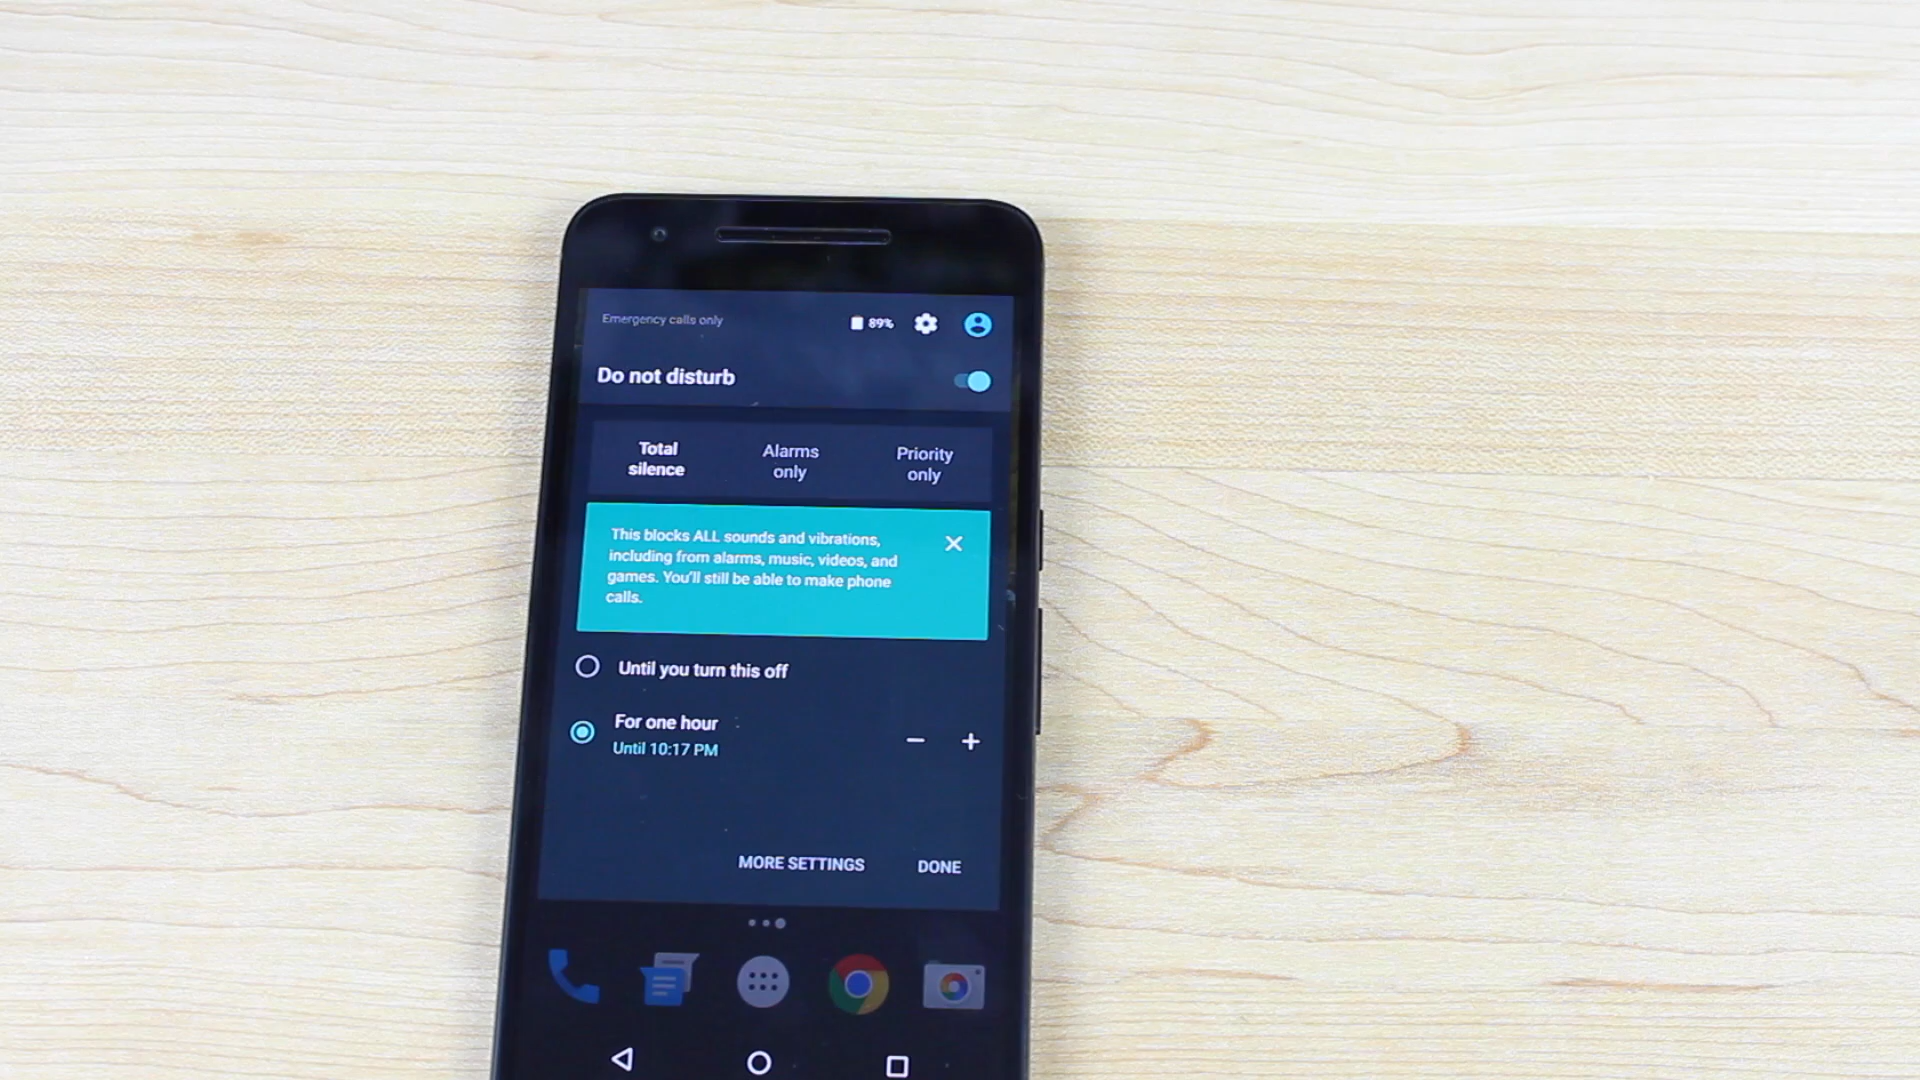 Emergency calls only 89%
Do not disturb
Total silence
Alarms only
Priority only
This blocks ALL sounds and vibrations,
including from alarms, music, videos, and
games. You'll still be able to make phone
calls.
Until you turn this off
For one hour
Until 10:17 PM
MORE SETTINGS DONE